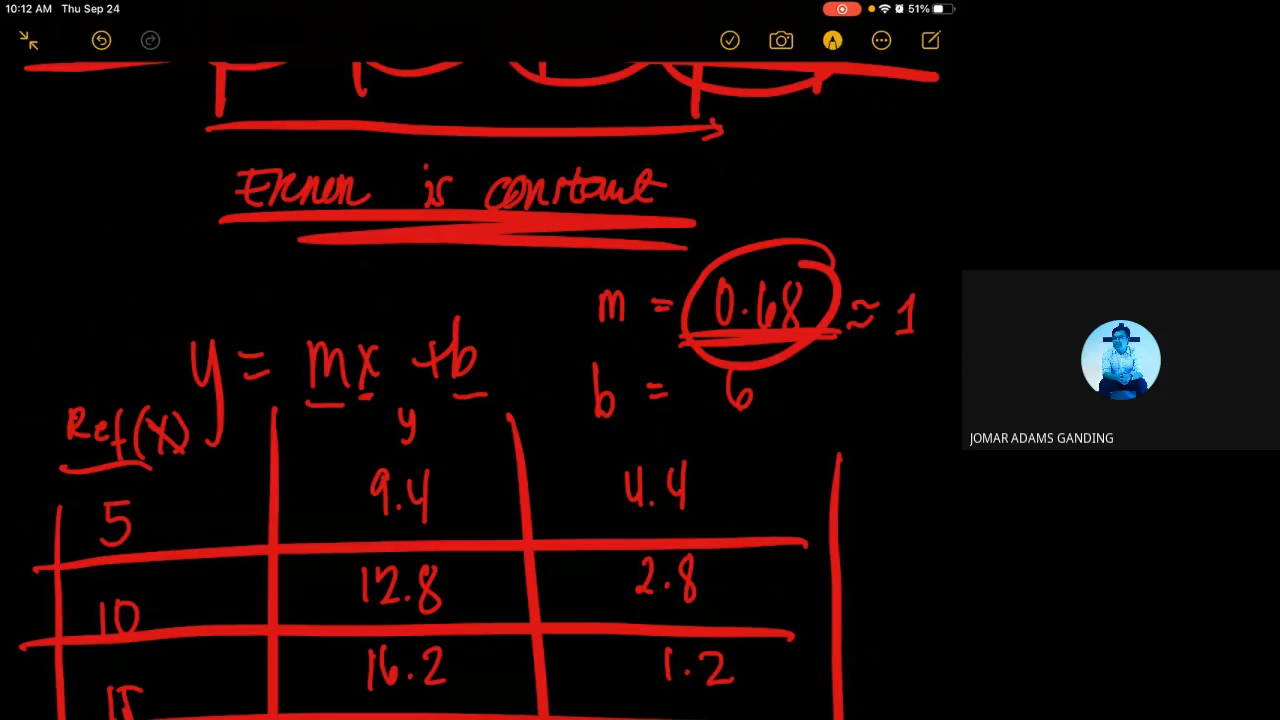 10:12 AM Thu Sep 24
51%
is constant
m = 0.68 ≈ 1
y = mx + b
b = 6
Ref(x)
y
5
9.4
4.4
10
12.8
2.8
16.2
1.2
JOMAR ADAMS GANDING